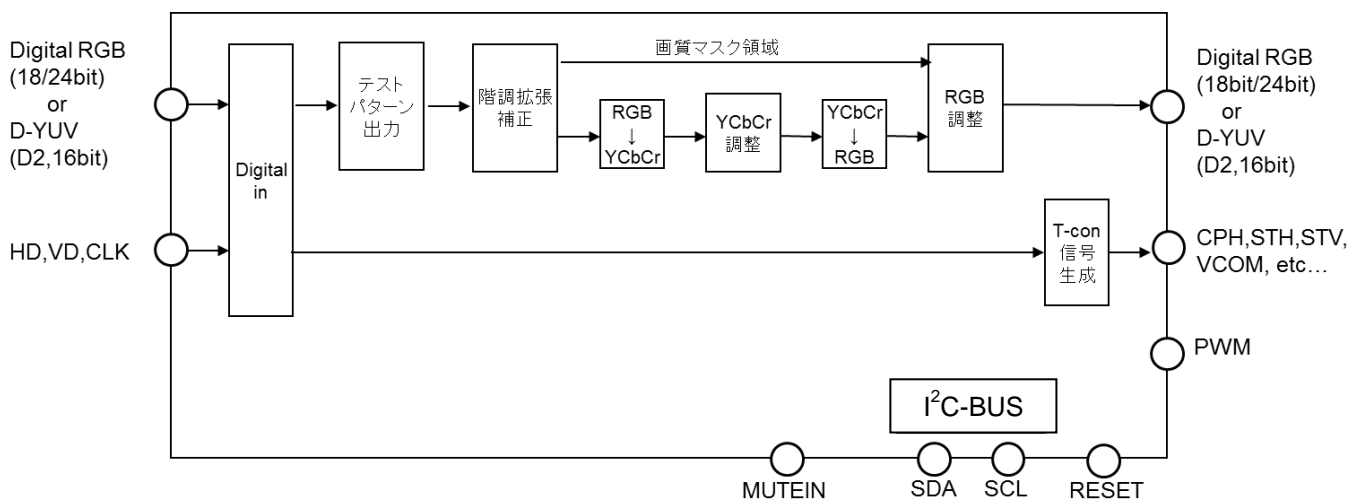 Digital RGB
(18/24bit)
or
D-YUV
(D2,16bit)
HD,VD,CLK
Digital
in
テスト
パターン
出力
階調拡張
補正
画質マスク領域
RGB
↓
YCbCr
YCbCr
調整
YCbCr
↓
RGB
RGB
調整
Digital RGB
(18bit/24bit)
or
D-YUV
(D2,16bit)
T-con
信号
生成
CPH,STH,STV,
VCOM, etc…
PWM
I²C-BUS
MUTEIN
SDA
SCL
RESET